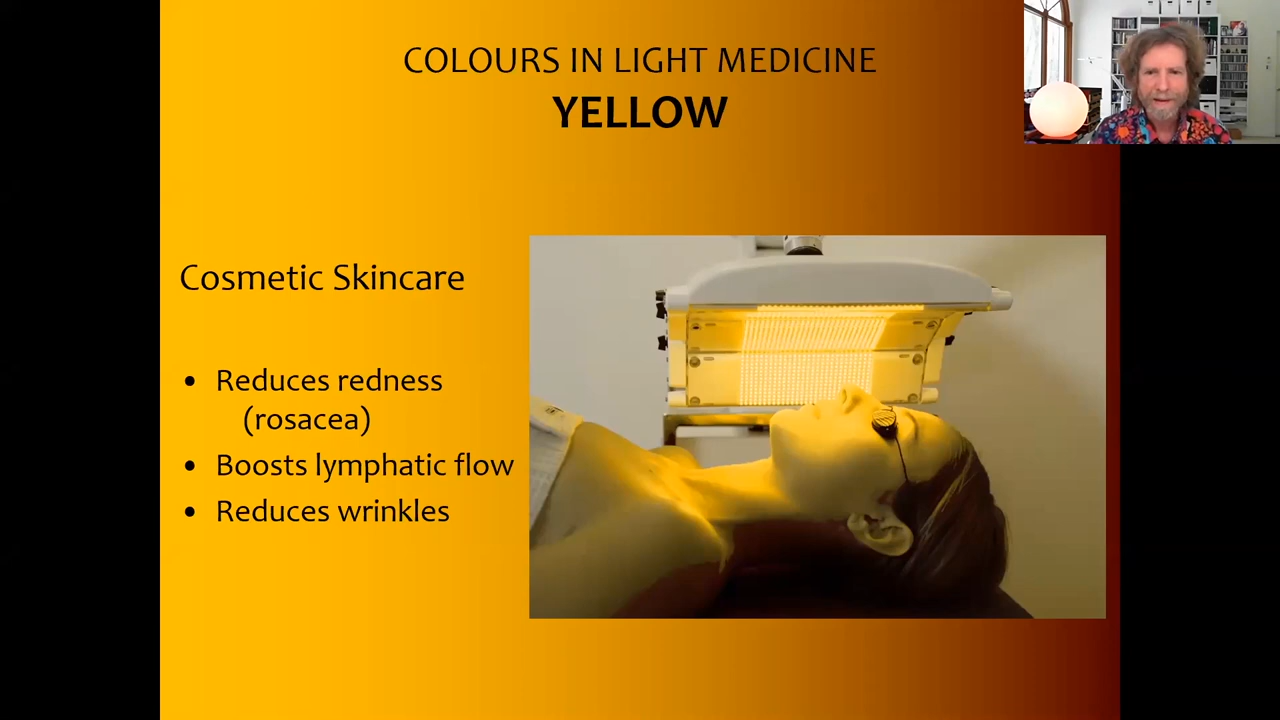 COLOURS IN LIGHT MEDICINE
YELLOW
Cosmetic Skincare
• Reduces redness
(rosacea)
• Boosts lymphatic flow
• Reduces wrinkles